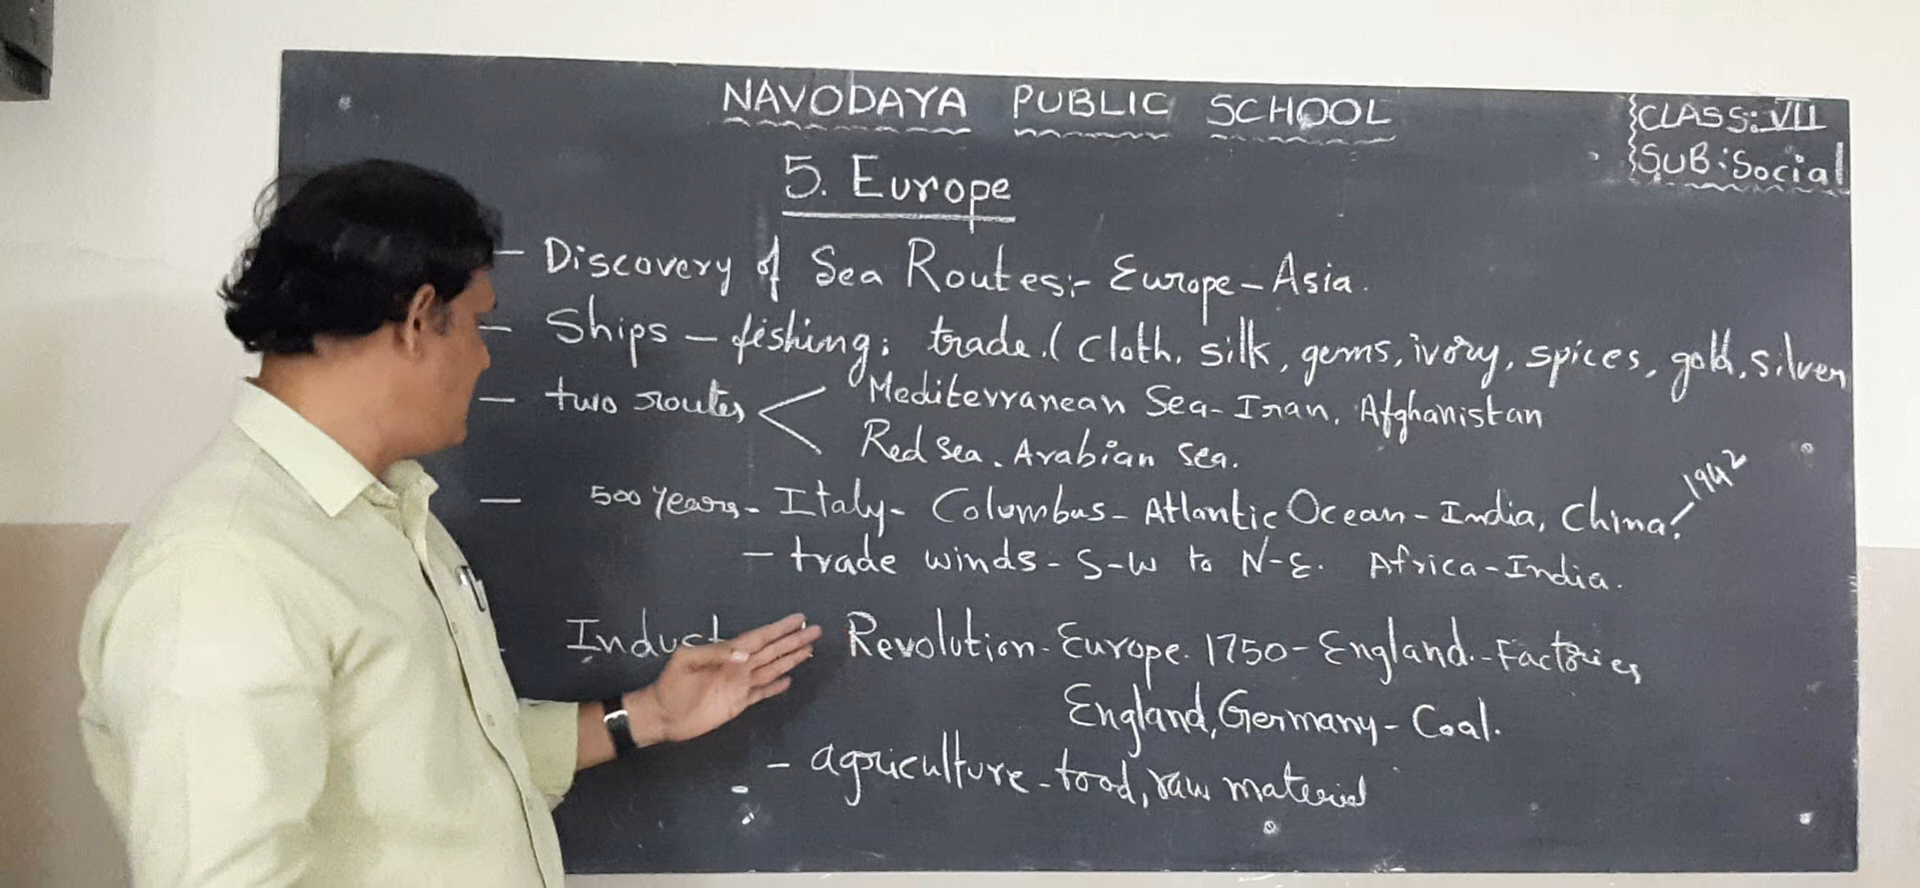 NAVODAYA PUBLIC SCHOOL
CLASS: VII
SUB: Social
5. Europe
- Discovery of Sea Routes:- Europe - Asia.
- Ships - fishing; trade. ( Cloth, silk, gems, ivory, spices, gold, silver
- two routes < Mediterranean Sea - Iran, Afghanistan
Red Sea. Arabian Sea.
- 500 years - Italy - Columbus - Atlantic Ocean - India, China! 1942
- trade winds - S-W to N-E. Africa - India.
Revolution - Europe. 1750 - England. - Factories
England, Germany - Coal.
- agriculture - food, raw material